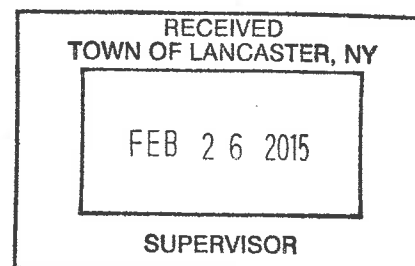 RECEIVED
TOWN OF LANCASTER, NY
FEB 26 2015
SUPERVISOR